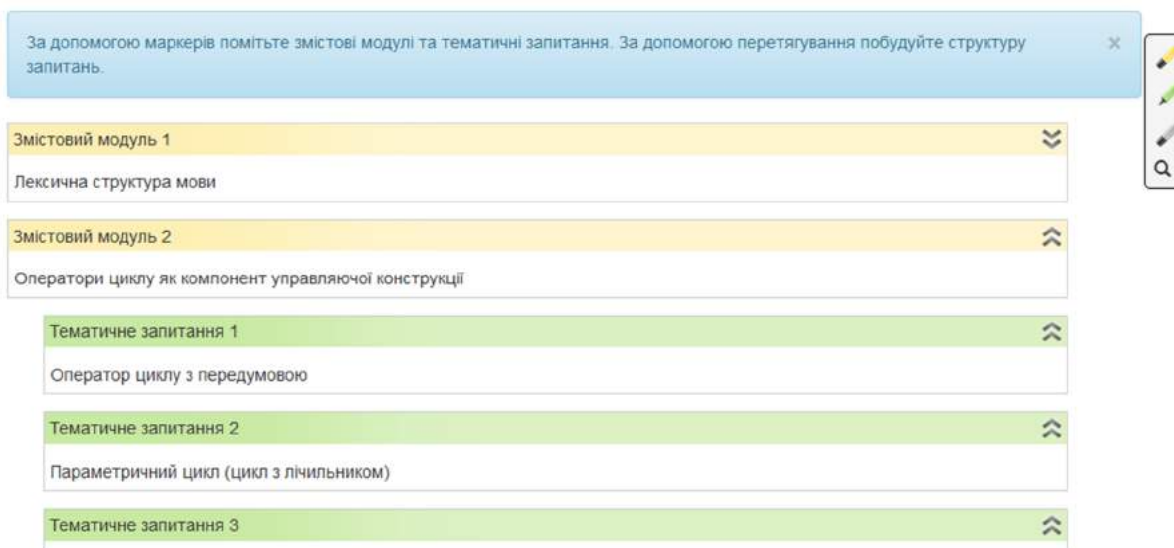 За допомогою маркерів помітьте змістові модулі та тематичні запитання. За допомогою перетягування побудуйте структуру
запитань.
Змістовий модуль 1
Лексична структура мови
Змістовий модуль 2
Оператори циклу як компонент управляючої конструкції
Тематичне запитання 1
Оператор циклу з передумовою
Тематичне запитання 2
Параметричний цикл (цикл з лічильником)
Тематичне запитання 3